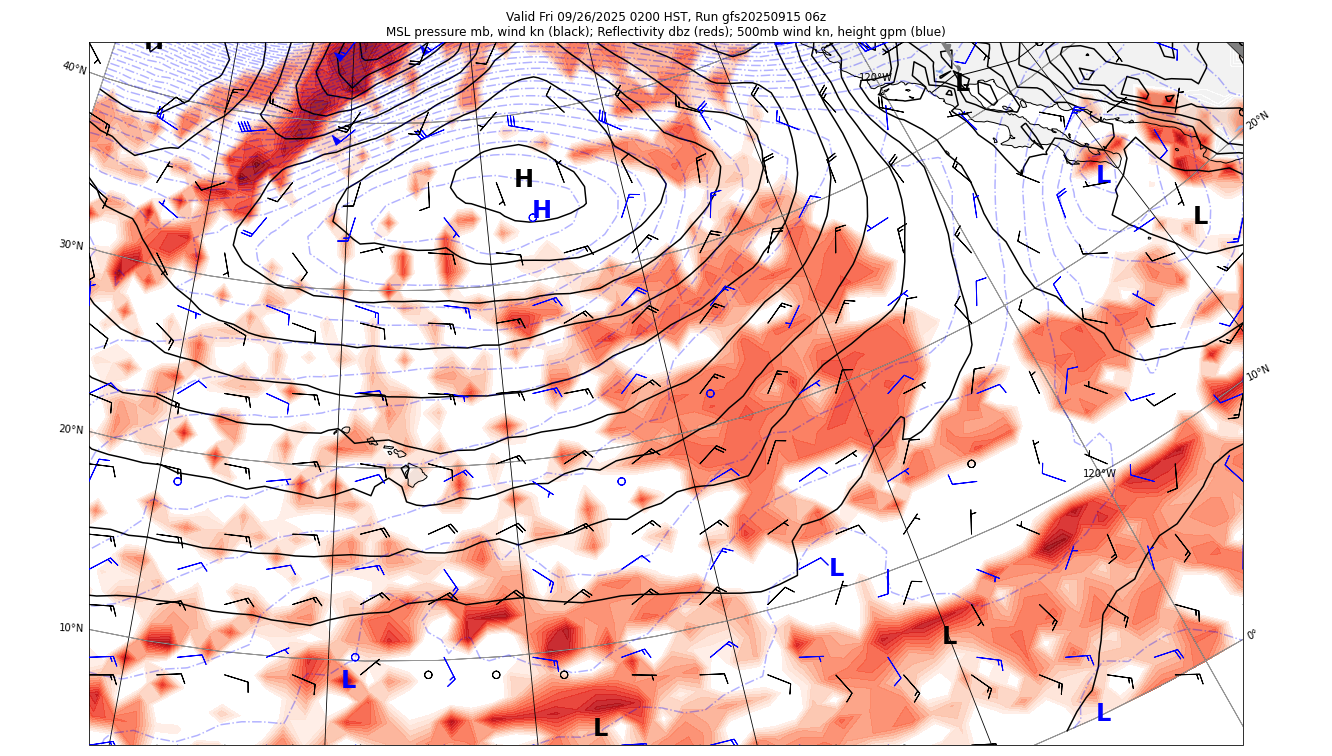 Valid Fri 09/26/2025 0200 HST, Run gfs20250915 06z
MSL pressure mb, wind kn (black); Reflectivity dbz (reds); 500mb wind kn, height gpm (blue)
H
40°N
120°W
L
20°N
H
L
H
L
30°N
10°N
20°N
120°W
L
10°N
L
0°
L
L
L